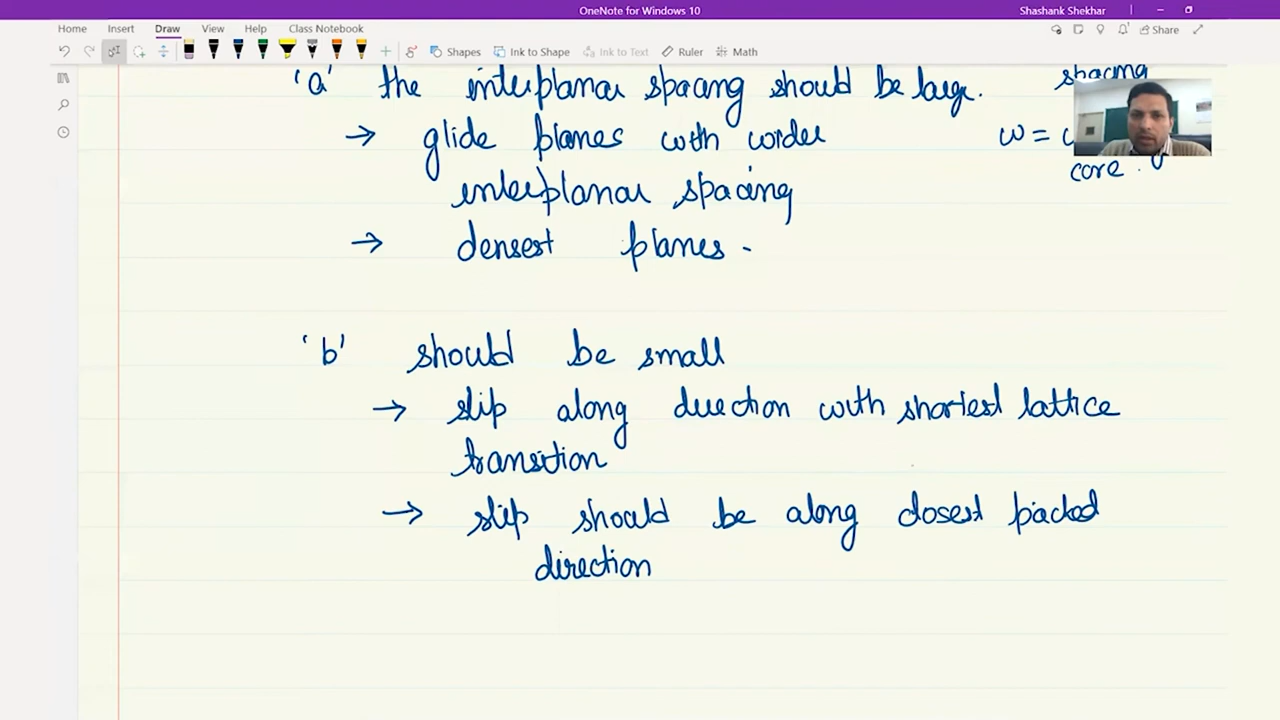 OneNote for Windows 10
Shashank Shekhar
Home Insert Draw View Help Class Notebook
Share
Shapes Ink to Shape Ink to Text Ruler Math
'a' the interplanar spacing should be large.
spacing
→ glide planes with wider
w =
core.
interplanar spacing
→ densest planes -
'b' should be small
→ slip along direction with shortest lattice
transition
→ slip should be along closest packed
direction